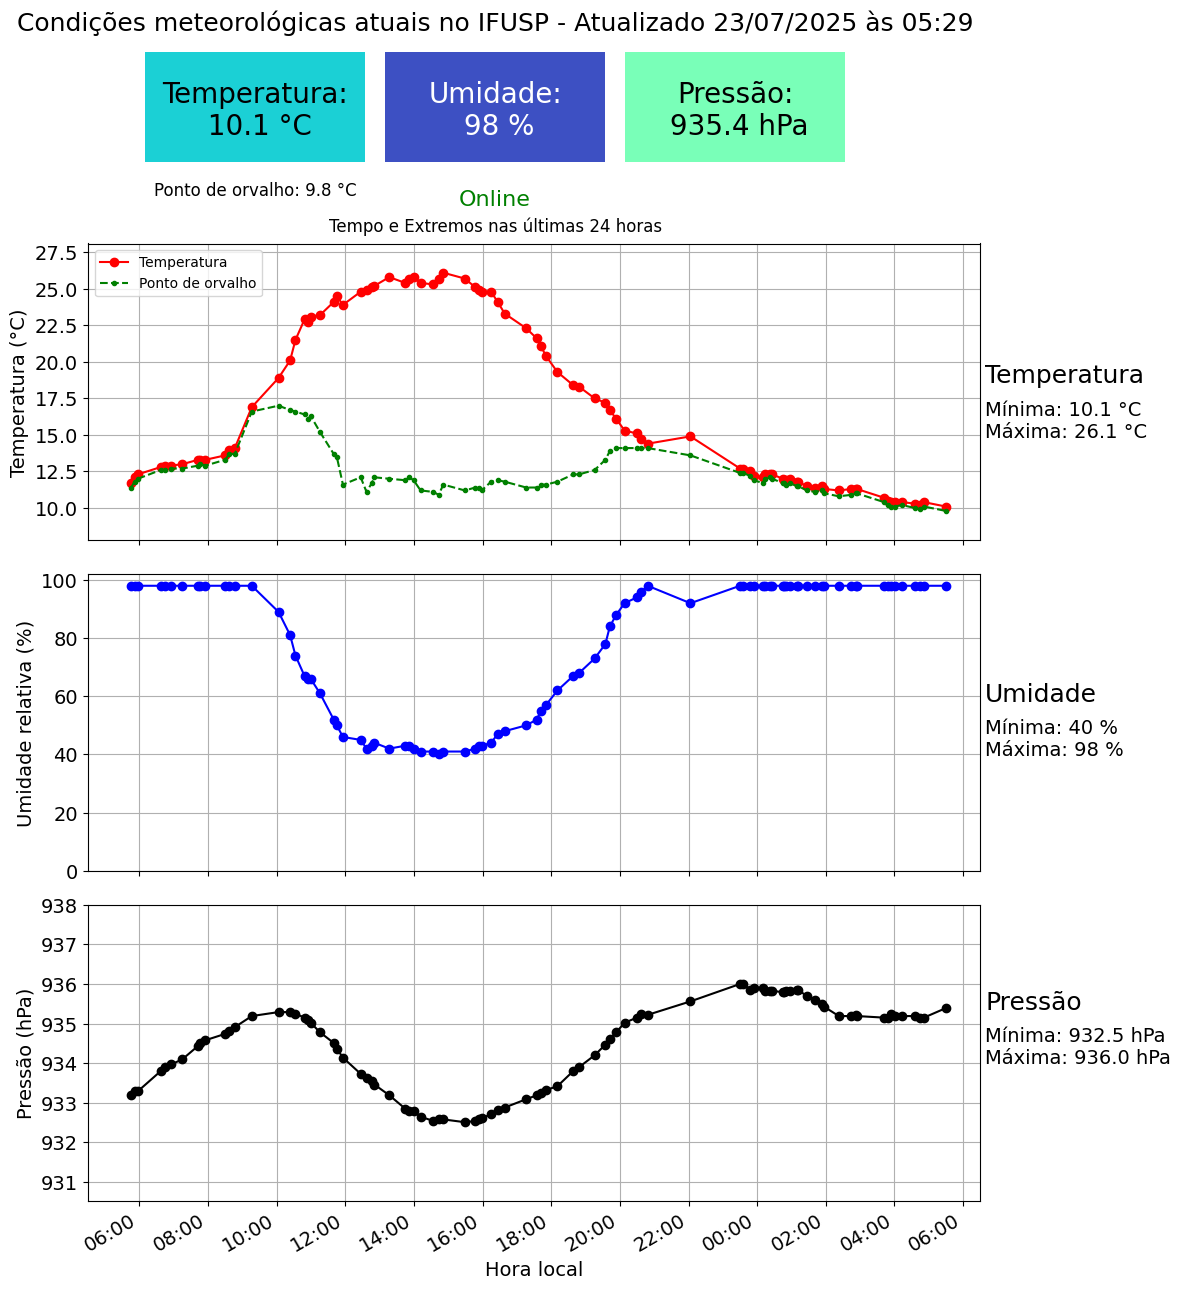 Condições meteorológicas atuais no IFUSP - Atualizado 23/07/2025 às 05:29
Temperatura:
10.1 °C
Umidade:
98 %
Pressão:
935.4 hPa
Ponto de orvalho: 9.8 °C
Online
Tempo e Extremos nas últimas 24 horas
Temperatura (°C)
27.5
25.0
22.5
20.0
17.5
15.0
12.5
10.0
Temperatura
Ponto de orvalho
Temperatura
Mínima: 10.1 °C
Máxima: 26.1 °C
Umidade relativa (%)
100
80
60
40
20
0
Umidade
Mínima: 40 %
Máxima: 98 %
Pressão (hPa)
938
937
936
935
934
933
932
931
Pressão
Mínima: 932.5 hPa
Máxima: 936.0 hPa
06:00 08:00 10:00 12:00 14:00 16:00 18:00 20:00 22:00 00:00 02:00 04:00 06:00
Hora local